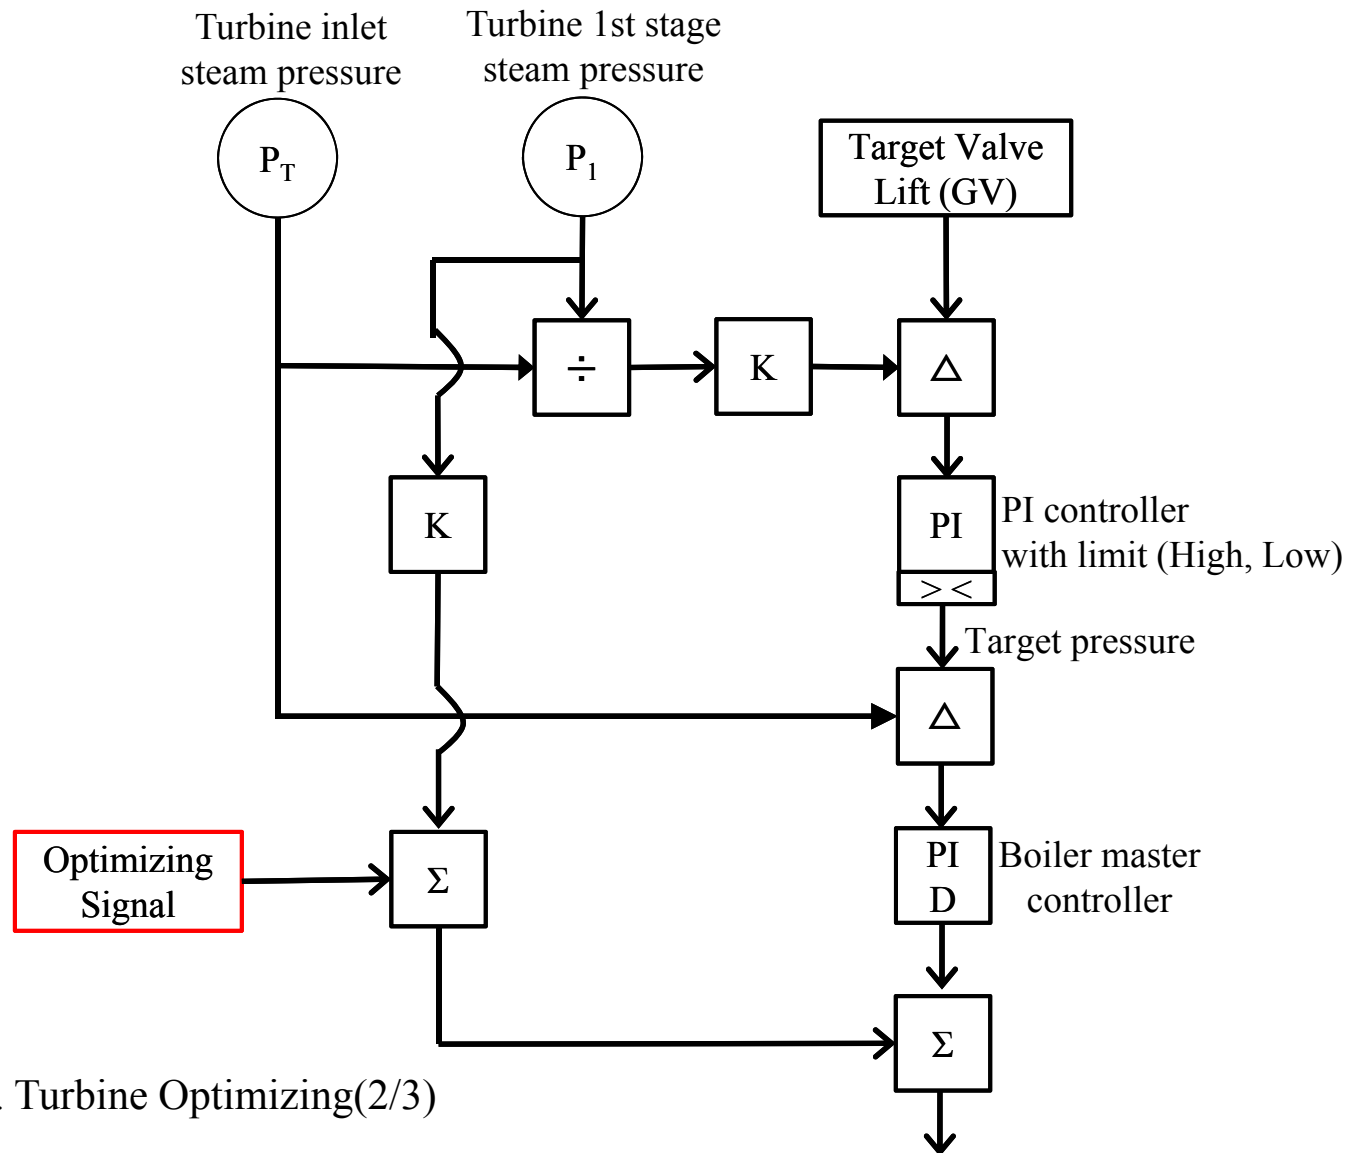 Turbine inlet
steam pressure
Turbine 1st stage
steam pressure
P_T
P_1
Target Valve
Lift (GV)
÷
K
△
K
PI
PI controller
with limit (High, Low)
> <
Target pressure
△
Optimizing
Signal
Σ
PI
D
Boiler master
controller
Σ
. Turbine Optimizing(2/3)